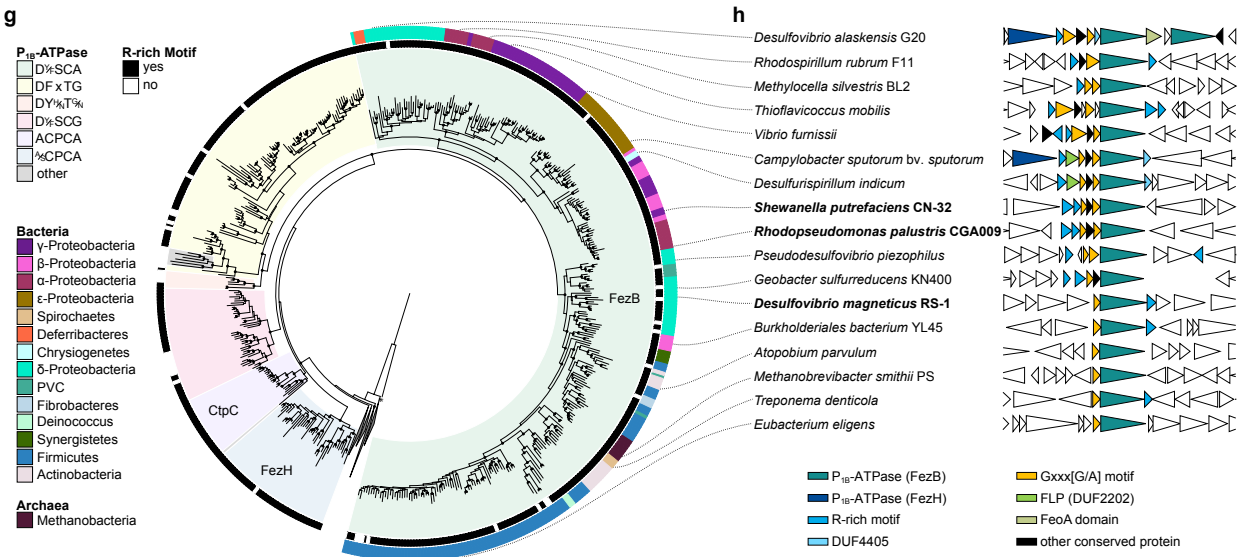 g
P1B-ATPase
R-rich Motif
yes
no
DFxTG
ACPCA
other
Bacteria
γ-Proteobacteria
β-Proteobacteria
α-Proteobacteria
ε-Proteobacteria
Spirochaetes
Deferribacteres
Chrysiogenetes
δ-Proteobacteria
PVC
Fibrobacteres
Deinococcus
Synergistetes
Firmicutes
Actinobacteria
Archaea
Methanobacteria
FezB
CtpC
FezH
h
Desulfovibrio alaskensis G20
Rhodospirillum rubrum F11
Methylocella silvestris BL2
Thioflavicoccus mobilis
Vibrio furnissii
Campylobacter sputorum bv. sputorum
Desulfurispirillum indicum
Shewanella putrefaciens CN-32
Rhodopseudomonas palustris CGA009
Pseudodesulfovibrio piezophilus
Geobacter sulfurreducens KN400
Desulfovibrio magneticus RS-1
Burkholderiales bacterium YL45
Atopobium parvulum
Methanobrevibacter smithii PS
Treponema denticola
Eubacterium eligens
P1B-ATPase (FezB)
P1B-ATPase (FezH)
R-rich motif
DUF4405
Gxxx[G/A] motif
FLP (DUF2202)
FeoA domain
other conserved protein